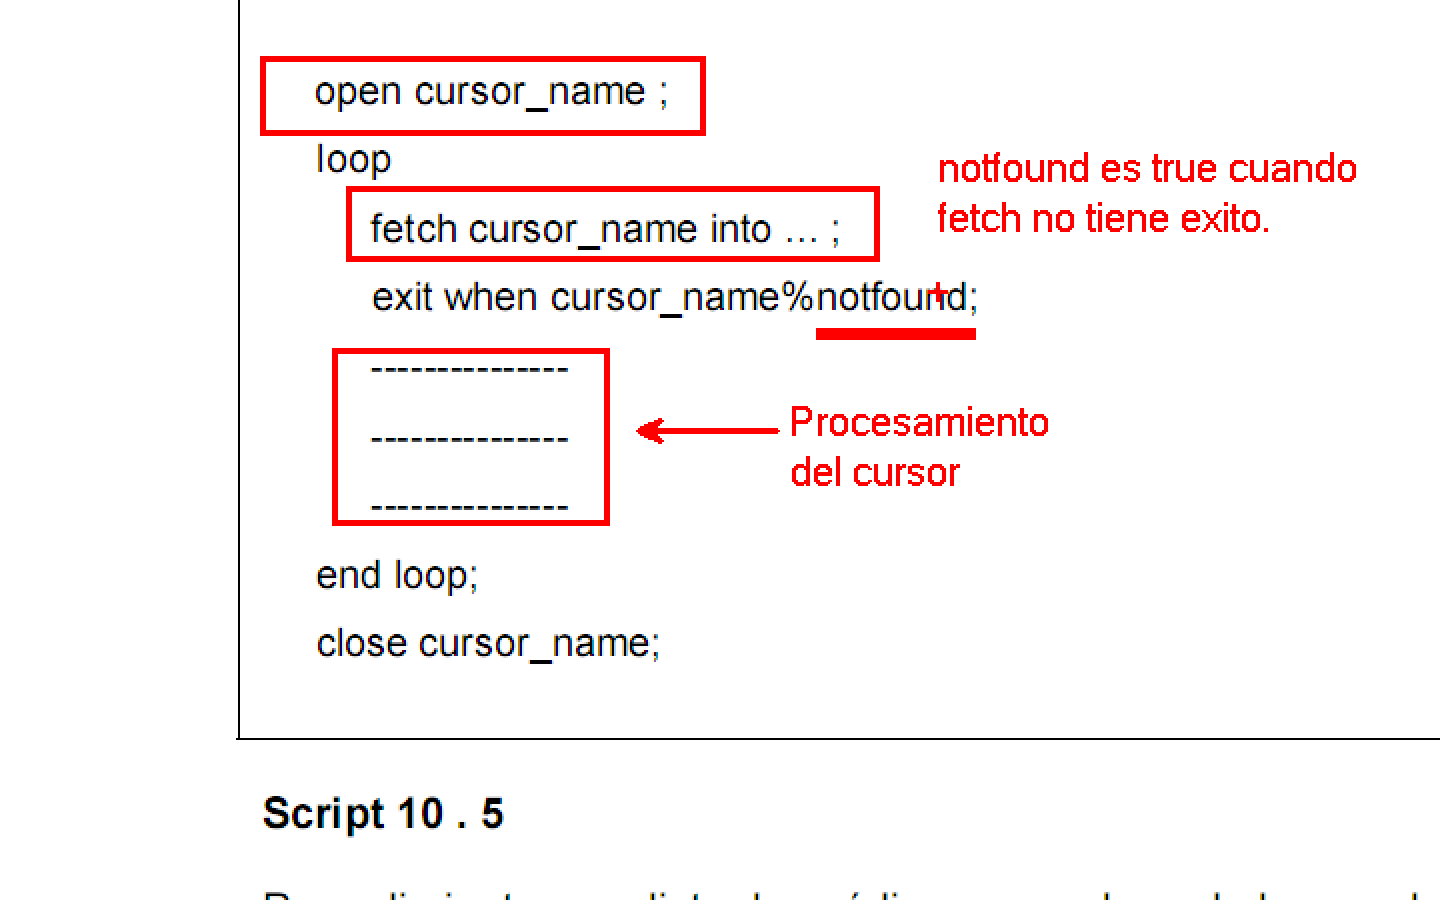 open cursor_name ;
loop
fetch cursor_name into ... ;
notfound es true cuando
fetch no tiene exito.
exit when cursor_name%notfound;
---------------
---------------
---------------
Procesamiento
del cursor
end loop;
close cursor_name;
Script 10 . 5